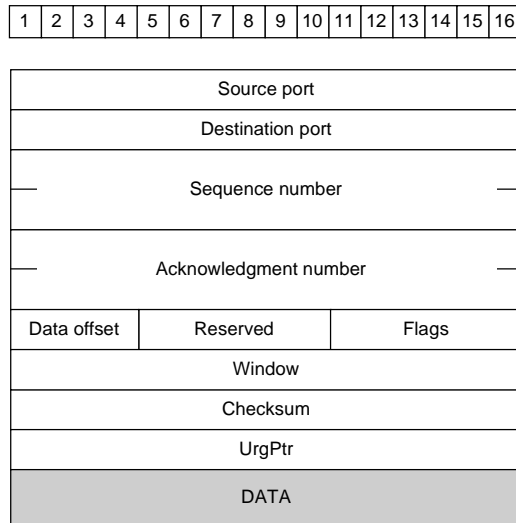 1 2 3 4 5 6 7 8 9 10 11 12 13 14 15 16
Source port
Destination port
Sequence number
Acknowledgment number
Data offset Reserved Flags
Window
Checksum
UrgPtr
DATA